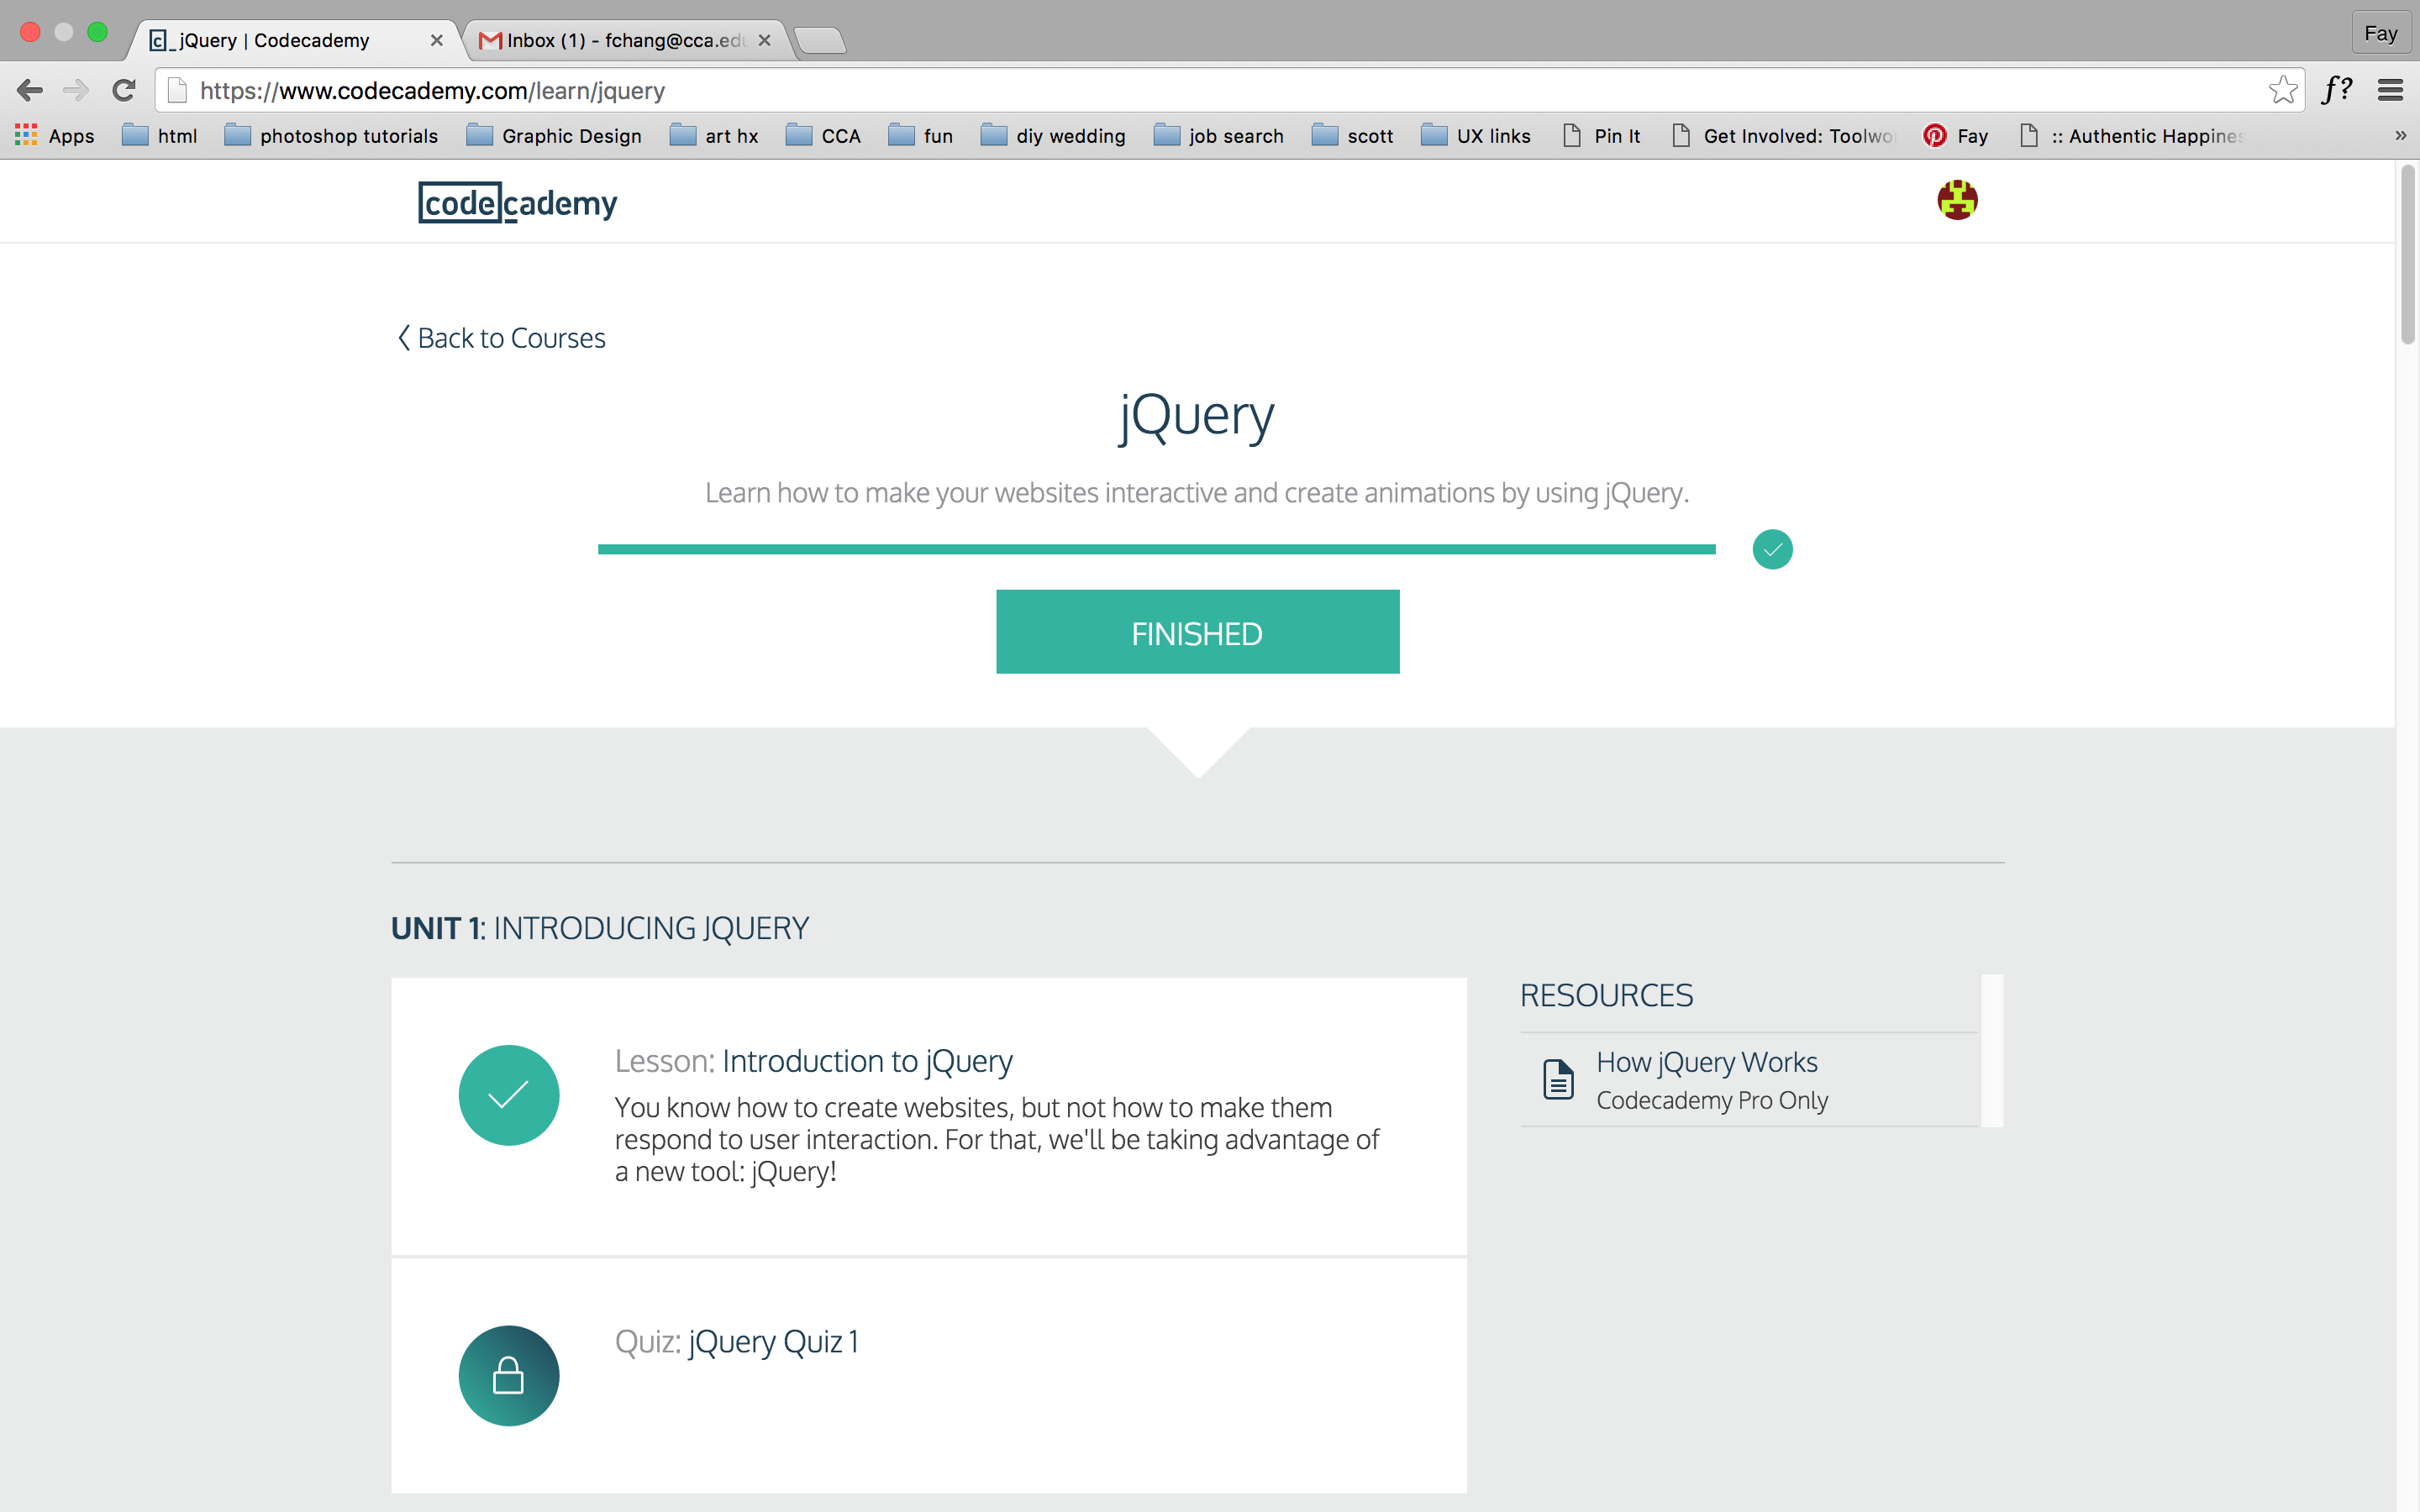 jQuery | Codecademy
Inbox (1) - fchang@cca.edu
Fay
https://www.codecademy.com/learn/jquery
f?
Apps html photoshop tutorials Graphic Design art hx CCA fun diy wedding job search scott UX links Pin It Get Involved: Toolwo Fay :: Authentic Happines »
codecademy
Back to Courses
jQuery
Learn how to make your websites interactive and create animations by using jQuery.
FINISHED
UNIT 1: INTRODUCING JQUERY
Lesson: Introduction to jQuery
You know how to create websites, but not how to make them
respond to user interaction. For that, we'll be taking advantage of
a new tool: jQuery!
Quiz: jQuery Quiz 1
RESOURCES
How jQuery Works
Codecademy Pro Only